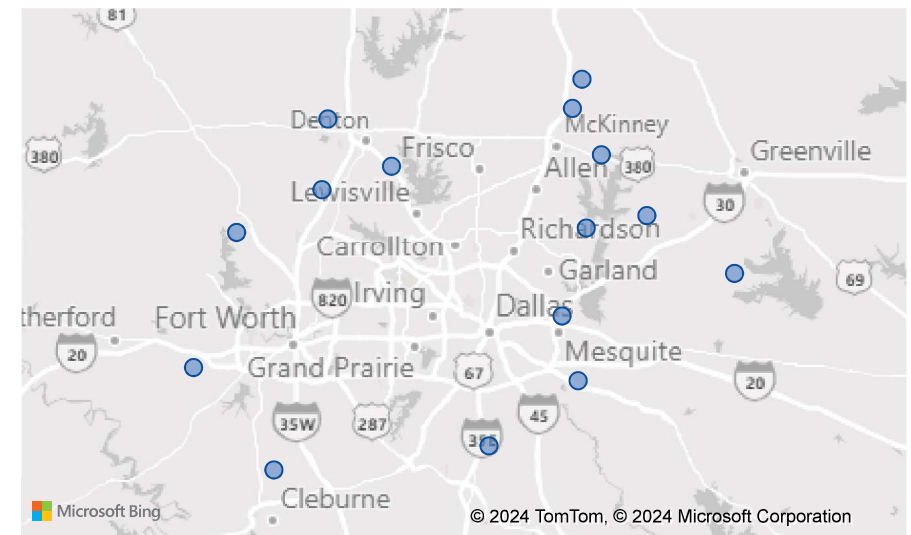 81
Denton
McKinney
380
Frisco
Allen
380
Greenville
Lewisville
30
Richardson
Carrollton
Garland
69
820
Irving
Dallas
therford
Fort Worth
20
Mesquite
Grand Prairie
67
20
35W
287
45
35E
Cleburne
Microsoft Bing
© 2024 TomTom, © 2024 Microsoft Corporation